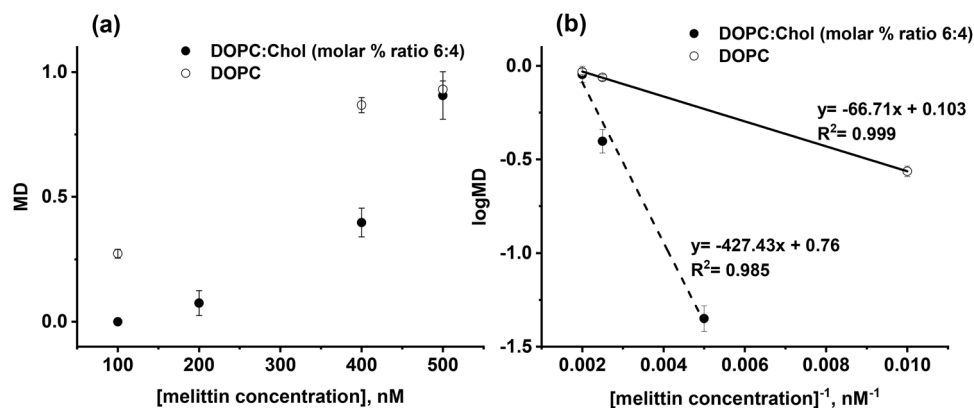 (a)
● DOPC:Chol (molar % ratio 6:4)
○ DOPC
MD
1.0
0.5
0.0
100 200 300 400 500
[melittin concentration], nM
(b)
● DOPC:Chol (molar % ratio 6:4)
○ DOPC
logMD
0.0
-0.5
-1.0
-1.5
y= -66.71x + 0.103
R²= 0.999
y= -427.43x + 0.76
R²= 0.985
0.002 0.004 0.006 0.008 0.010
[melittin concentration]⁻¹, nM⁻¹